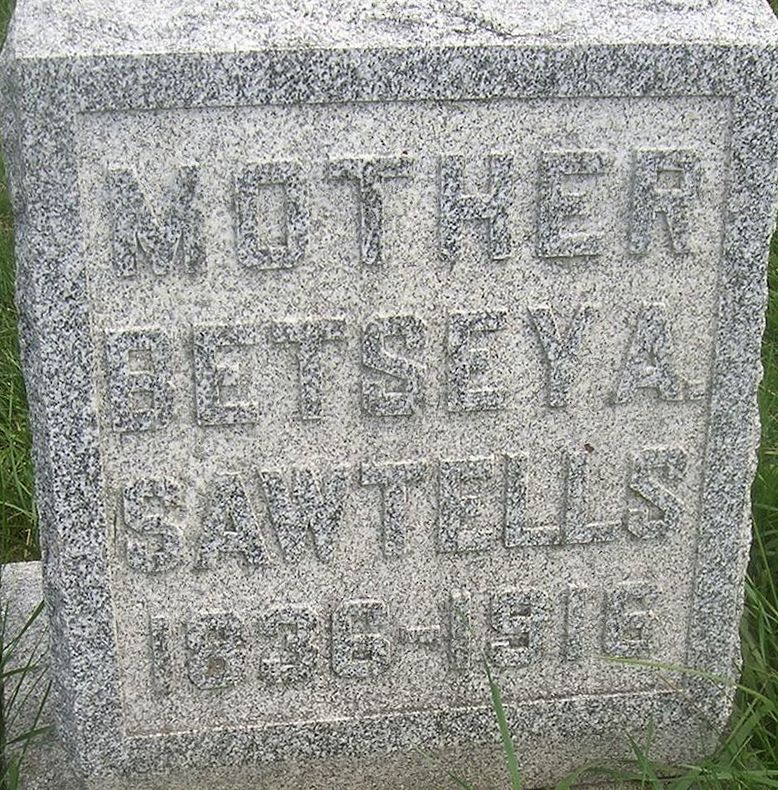 MOTHER
BETSEY A.
SAWTELLS
1836-1916